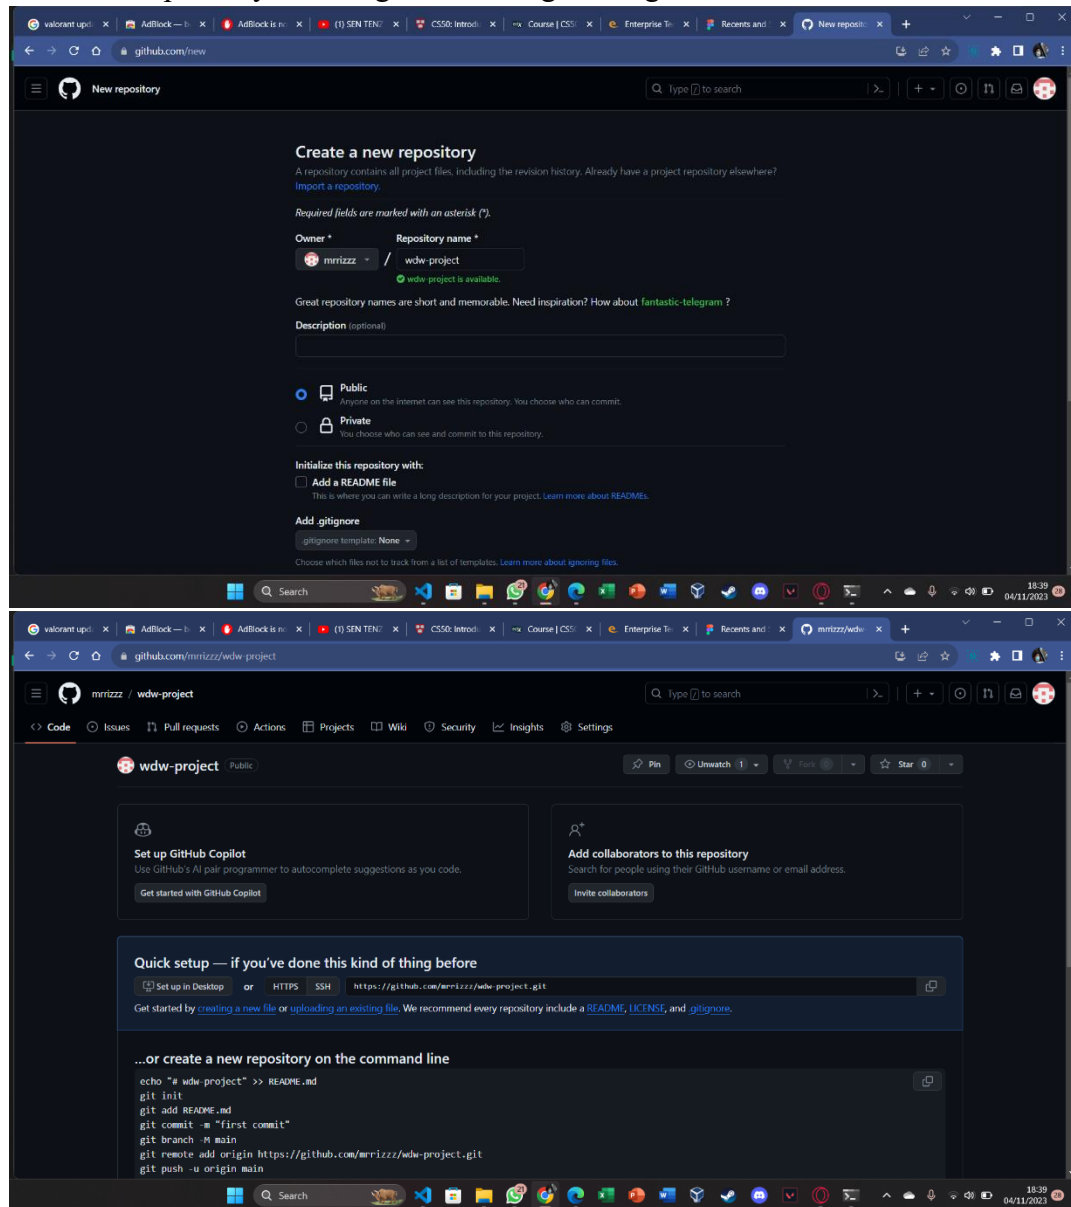 valorant upd
AdBlock — b
AdBlock is no
(1) SEN TENZ
CS50: Introdu
Course | CS50
Enterprise Te
Recents and
New reposito
github.com/new
New repository
Type / to search
Create a new repository
A repository contains all project files, including the revision history. Already have a project repository elsewhere?
Import a repository.
Required fields are marked with an asterisk (*).
Owner * Repository name *
mrrizzz / wdw-project
wdw-project is available.
Great repository names are short and memorable. Need inspiration? How about fantastic-telegram ?
Description (optional)
Public
Anyone on the internet can see this repository. You choose who can commit.
Private
You choose who can see and commit to this repository.
Initialize this repository with:
Add a README file
This is where you can write a long description for your project. Learn more about READMEs.
Add .gitignore
.gitignore template: None
Choose which files not to track from a list of templates. Learn more about ignoring files.
Search
21
18:39
04/11/2023
28
valorant upd
AdBlock — b
AdBlock is no
(1) SEN TENZ
CS50: Introdu
Course | CS50
Enterprise Te
Recents and
mrrizzz/wdw
github.com/mrrizzz/wdw-project
mrrizzz / wdw-project
Type / to search
Code Issues Pull requests Actions Projects Wiki Security Insights Settings
wdw-project Public
Pin Unwatch 1 Fork 0 Star 0
Set up GitHub Copilot
Use GitHub's AI pair programmer to autocomplete suggestions as you code.
Get started with GitHub Copilot
Add collaborators to this repository
Search for people using their GitHub username or email address.
Invite collaborators
Quick setup — if you've done this kind of thing before
Set up in Desktop or HTTPS SSH https://github.com/mrrizzz/wdw-project.git
Get started by creating a new file or uploading an existing file. We recommend every repository include a README, LICENSE, and .gitignore.
...or create a new repository on the command line
echo "# wdw-project" >> README.md
git init
git add README.md
git commit -m "first commit"
git branch -M main
git remote add origin https://github.com/mrrizzz/wdw-project.git
git push -u origin main
Search
21
18:39
04/11/2023
28